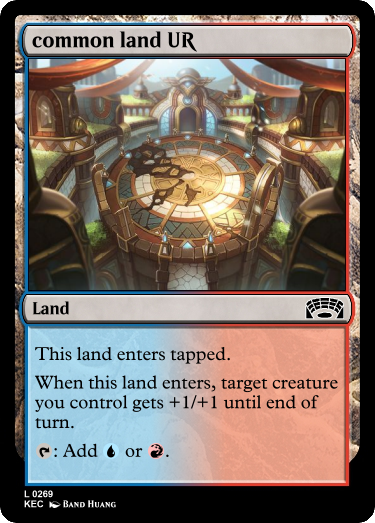 common land UR
Land
This land enters tapped.
When this land enters, target creature
you control gets +1/+1 until end of
turn.
: Add or .
L 0269
KEC Band Huang